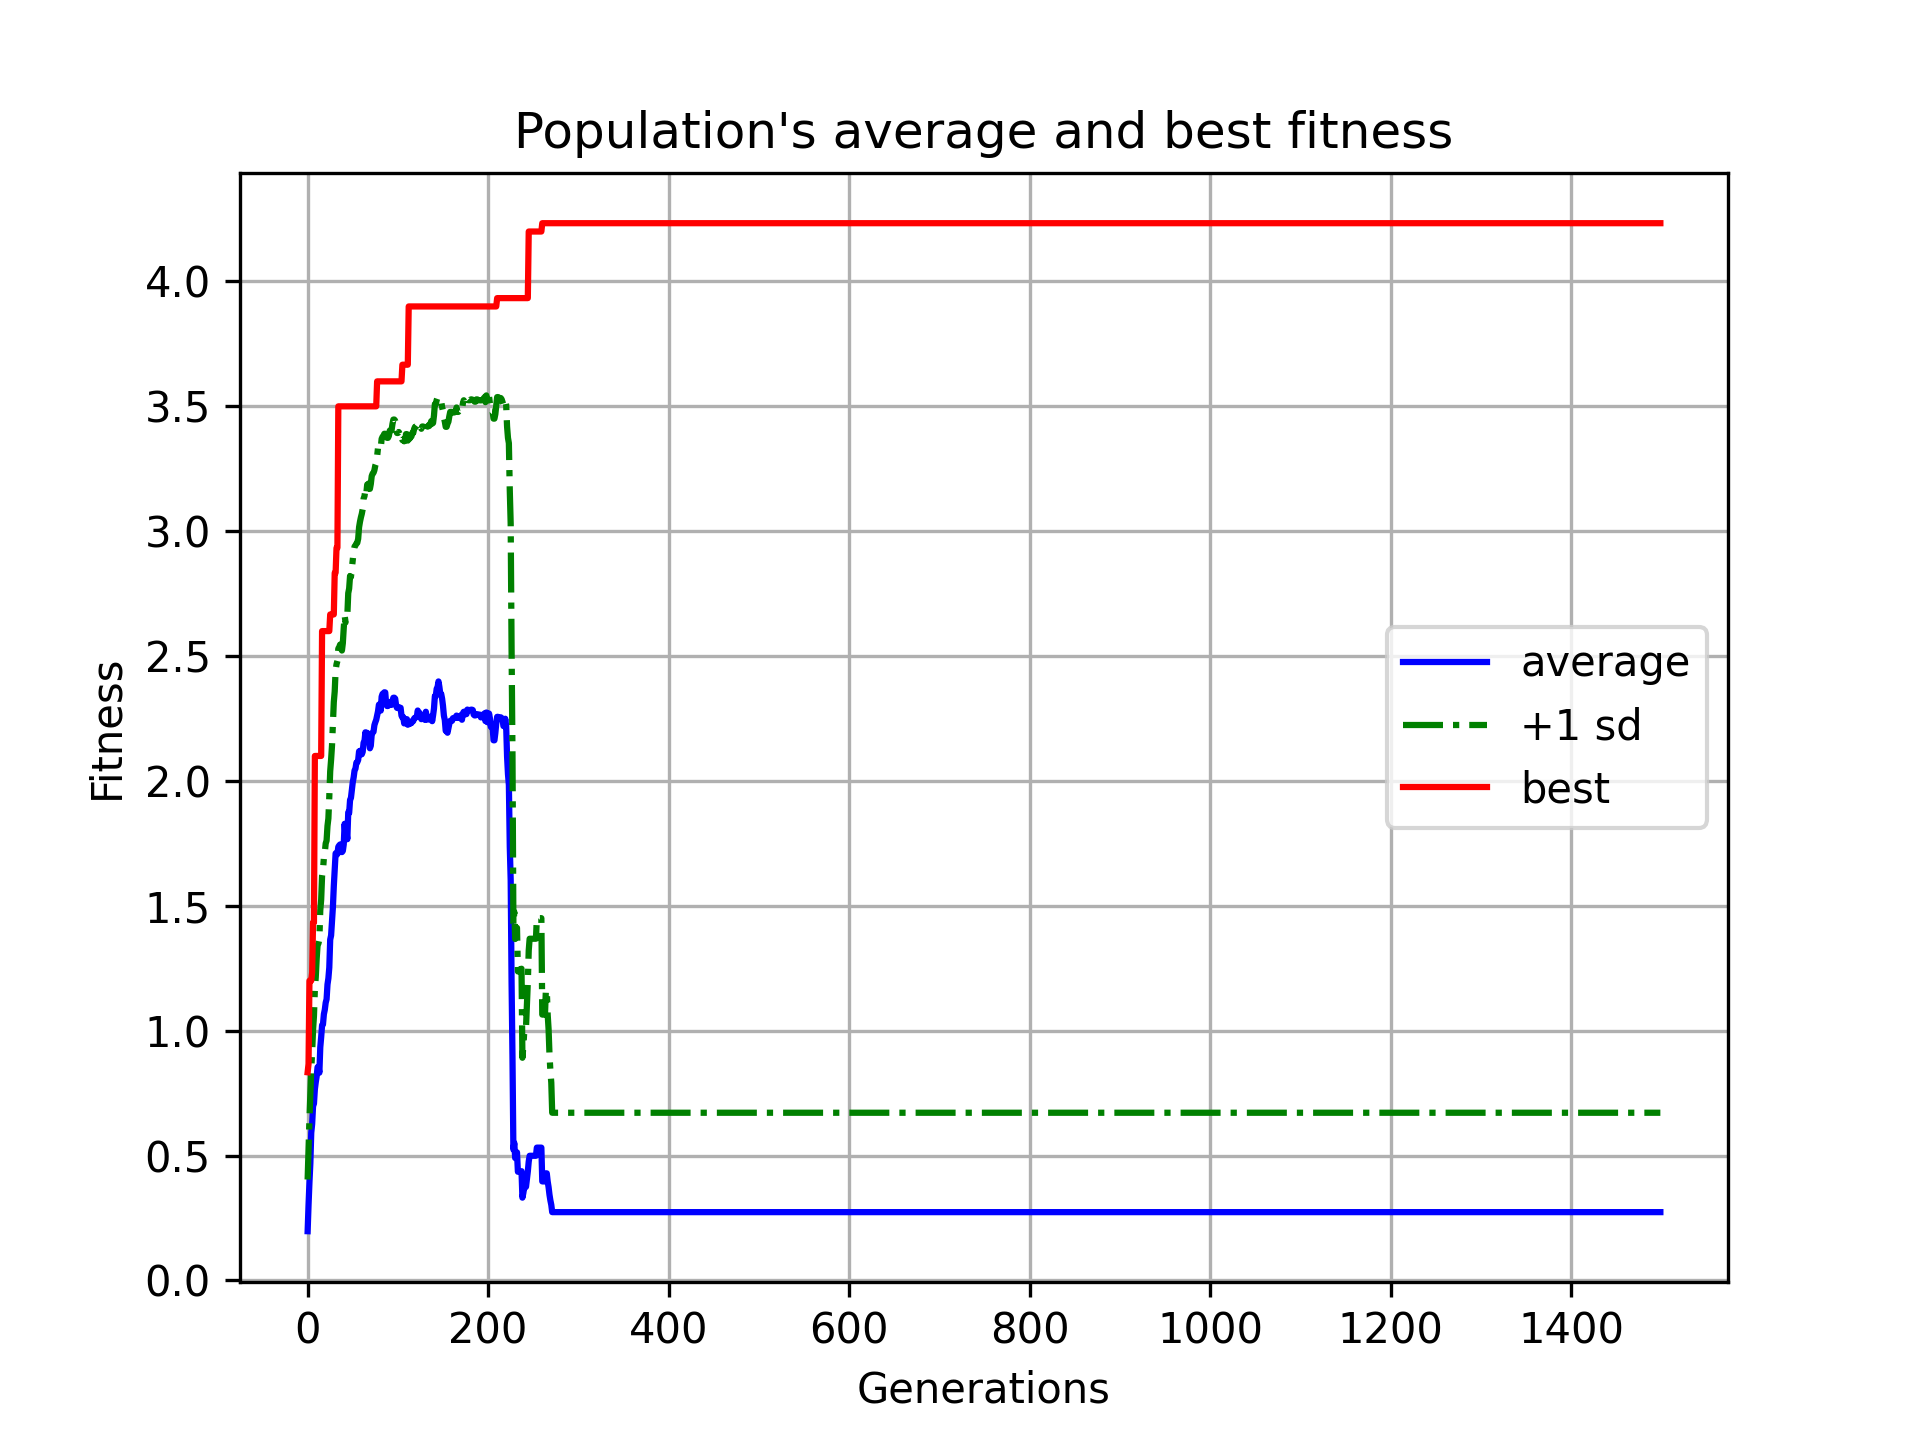 Population's average and best fitness
Fitness
4.0
3.5
3.0
2.5
2.0
1.5
1.0
0.5
0.0
average
+1 sd
best
0 200 400 600 800 1000 1200 1400
Generations